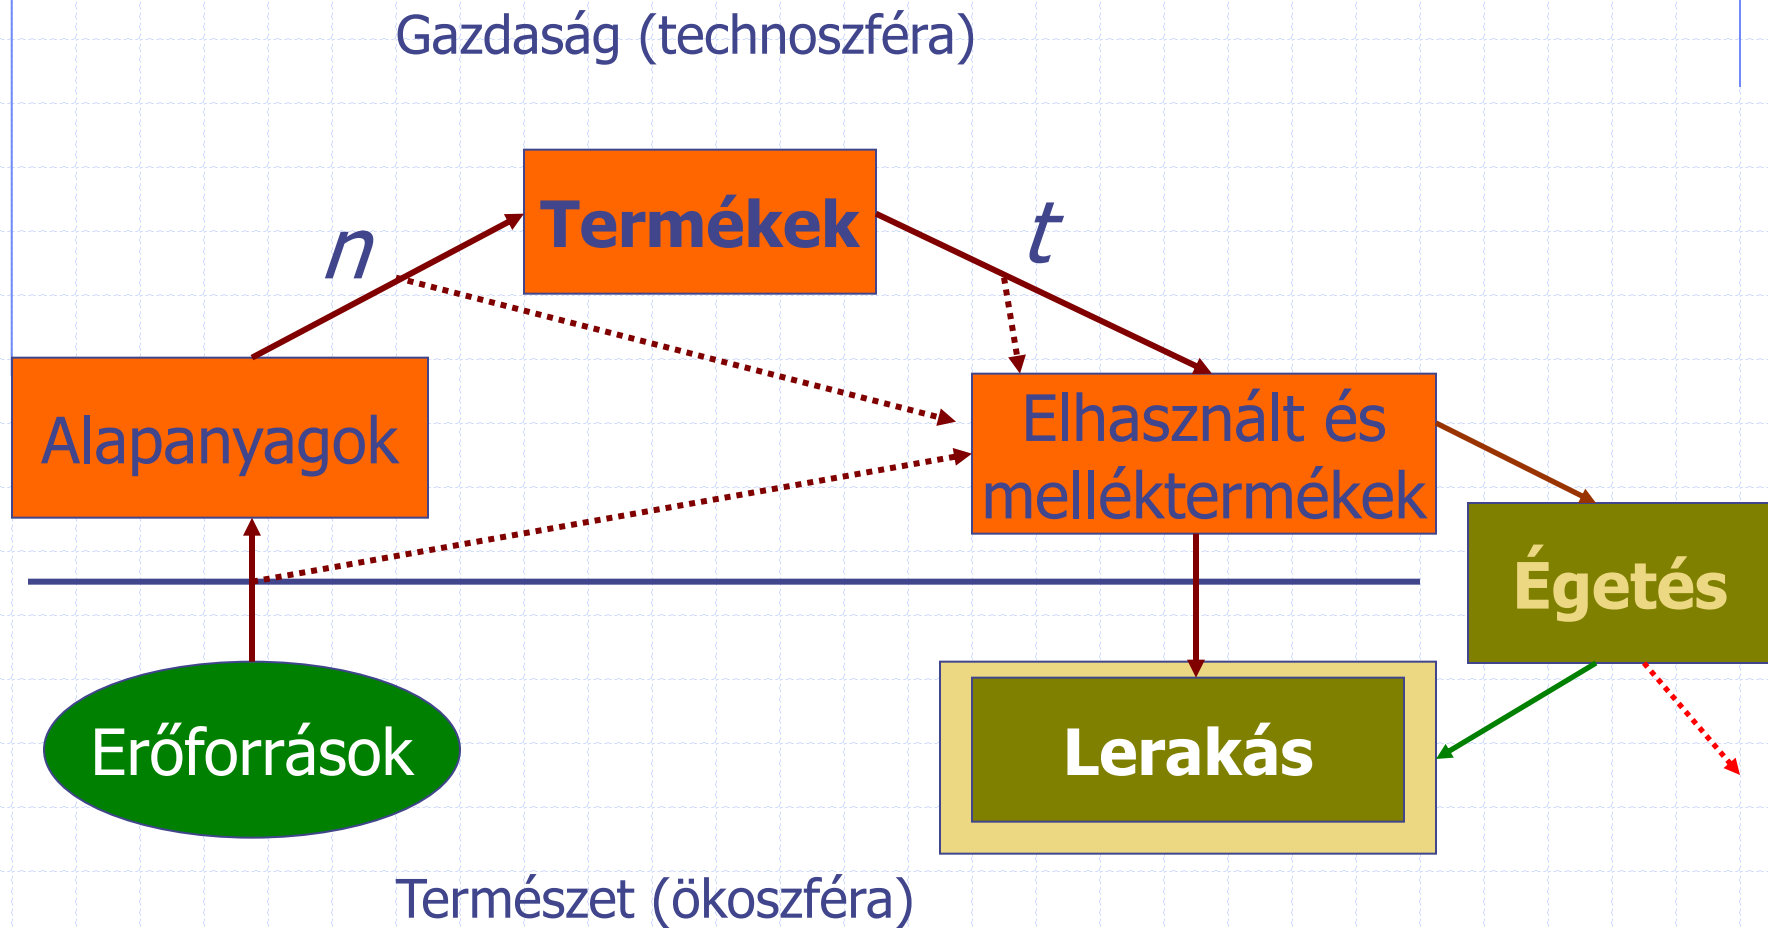 Gazdaság (technoszféra)
Termékek
n
t
Alapanyagok
Elhasznált és
melléktermékek
Égetés
Erőforrások
Lerakás
Természet (ökoszféra)